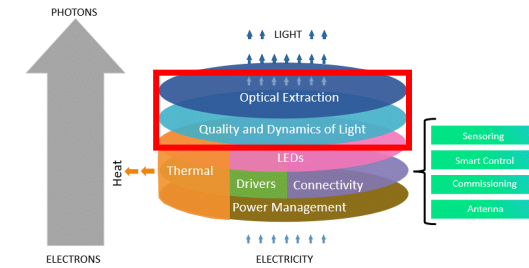 PHOTONS
LIGHT
Optical Extraction
Quality and Dynamics of Light
LEDs
Thermal
Heat
Drivers
Connectivity
Power Management
Sensoring
Smart Control
Commissioning
Antenna
ELECTRONS
ELECTRICITY